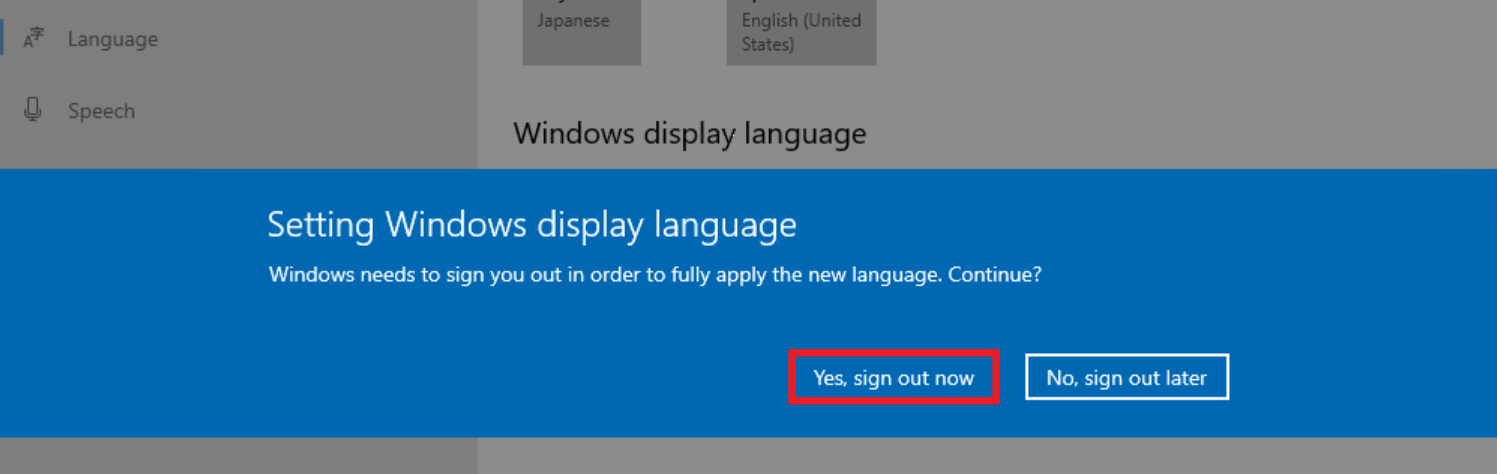 Japanese
English (United
States)
Language
Speech
Windows display language
Setting Windows display language
Windows needs to sign you out in order to fully apply the new language. Continue?
Yes, sign out now
No, sign out later